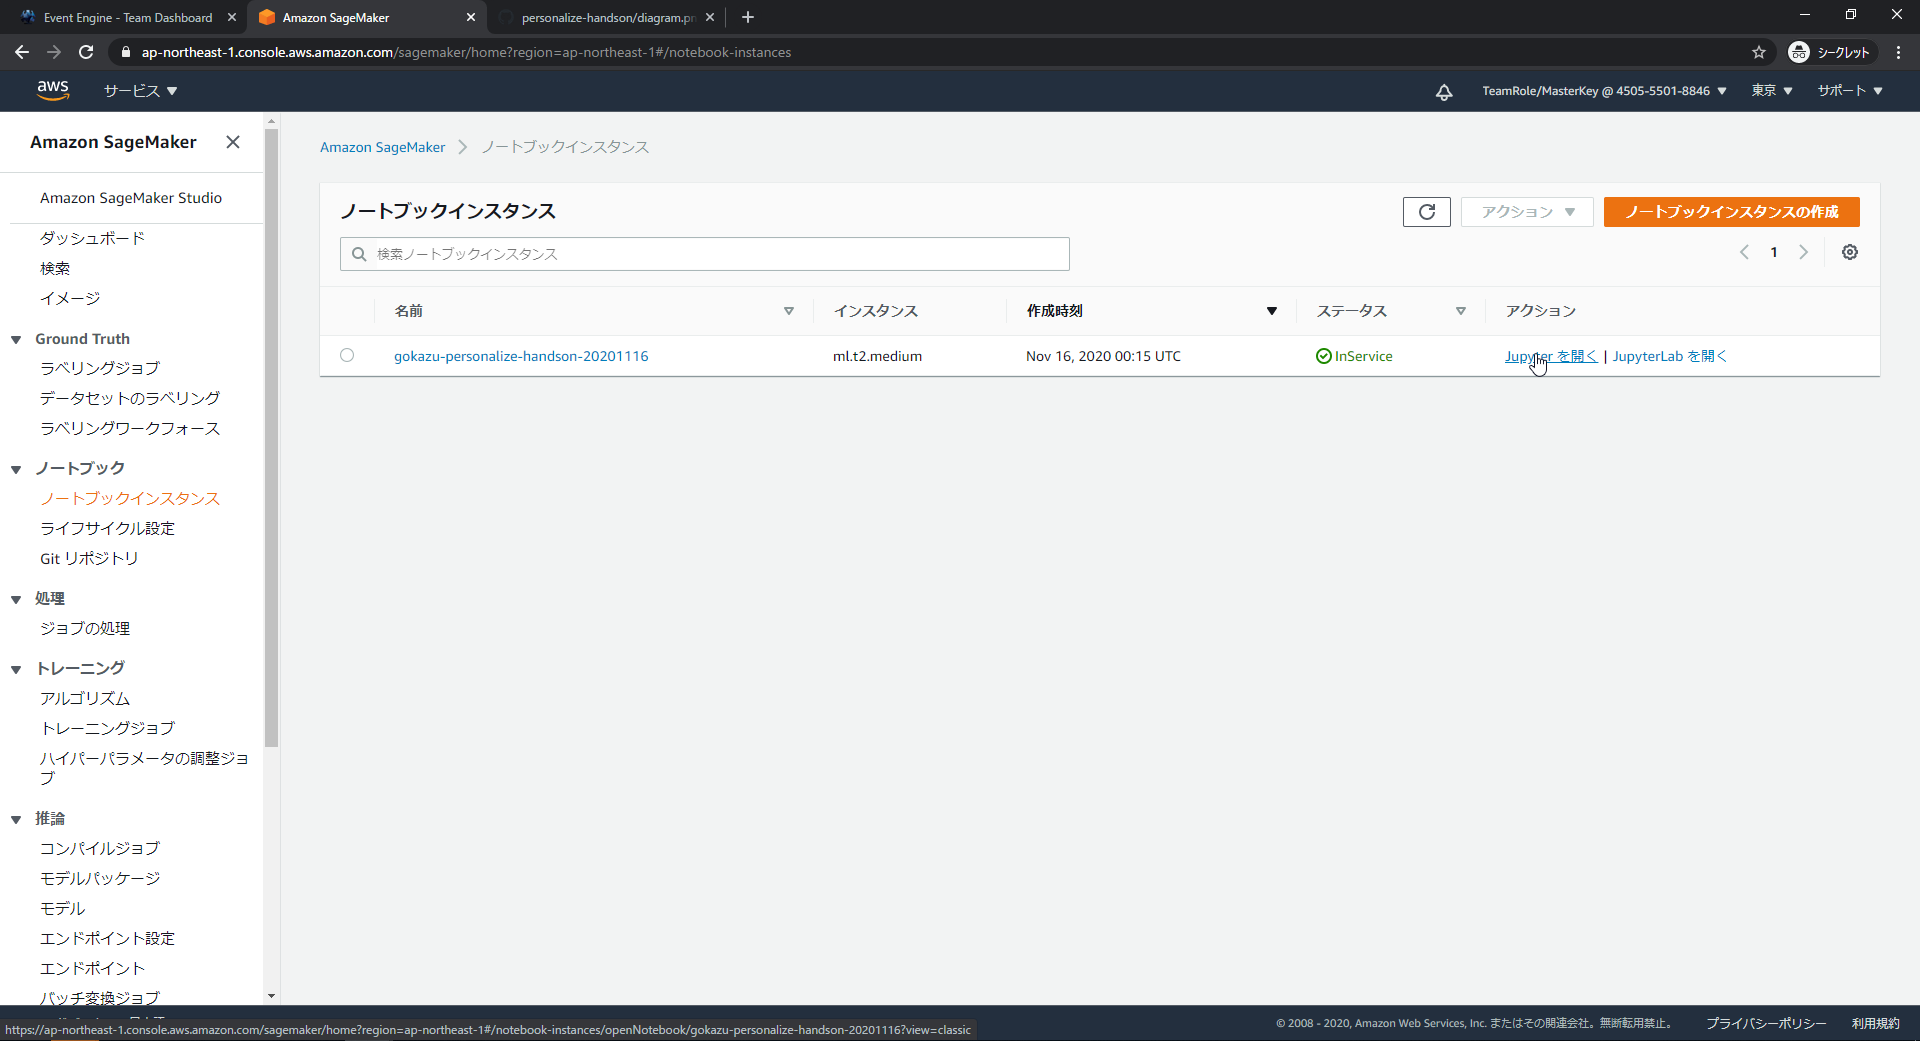 Event Engine - Team Dashboard
Amazon SageMaker
personalize-handson/diagram.pn
ap-northeast-1.console.aws.amazon.com/sagemaker/home?region=ap-northeast-1#/notebook-instances
シークレット
aws
サービス
TeamRole/MasterKey @ 4505-5501-8846
東京
サポート
Amazon SageMaker
Amazon SageMaker Studio
ダッシュボード
検索
イメージ
Ground Truth
ラベリングジョブ
データセットのラベリング
ラベリングワークフォース
ノートブック
ノートブックインスタンス
ライフサイクル設定
Git リポジトリ
処理
ジョブの処理
トレーニング
アルゴリズム
トレーニングジョブ
ハイパーパラメータの調整ジョ
ブ
推論
コンパイルジョブ
モデルパッケージ
モデル
エンドポイント設定
エンドポイント
バッチ変換ジョブ
Amazon SageMaker
ノートブックインスタンス
ノートブックインスタンス
アクション
ノートブックインスタンスの作成
検索ノートブックインスタンス
1
名前
インスタンス
作成時刻
ステータス
アクション
gokazu-personalize-handson-20201116
ml.t2.medium
Nov 16, 2020 00:15 UTC
InService
Jupyter を開く | JupyterLab を開く
https://ap-northeast-1.console.aws.amazon.com/sagemaker/home?region=ap-northeast-1#/notebook-instances/openNotebook/gokazu-personalize-handson-20201116?view=classic
© 2008 - 2020, Amazon Web Services, Inc. またはその関連会社。無断転用禁止。
プライバシーポリシー
利用規約